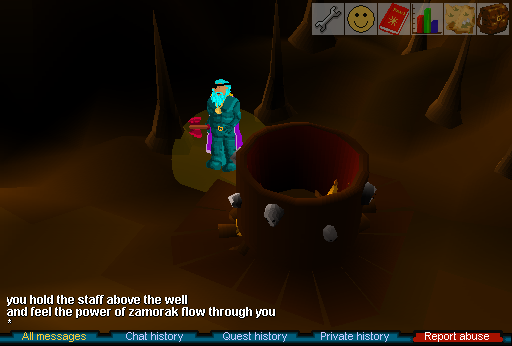 you hold the staff above the well
and feel the power of zamorak flow through you
*
All messages
Chat history
Quest history
Private history
Report abuse